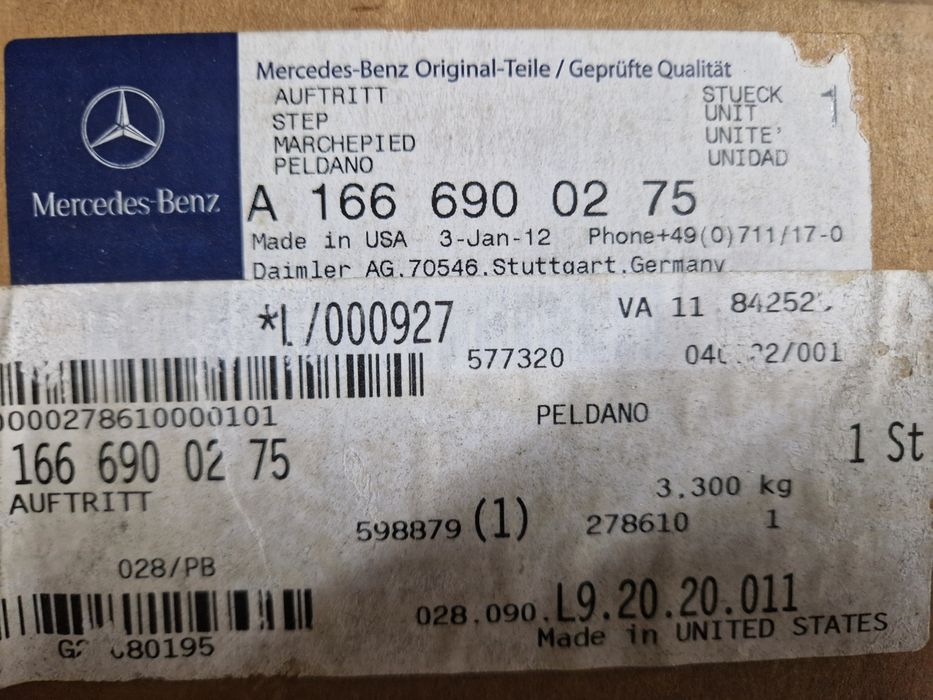 Mercedes-Benz Original-Teile / Geprüfte Qualität
AUFTRITT STUECK 1
STEP UNIT
MARCHEPIED UNITE'
PELDANO UNIDAD
Mercedes-Benz
A 166 690 02 75
Made in USA 3-Jan-12 Phone+49(0)711/17-0
Daimler AG.70546.Stuttgart.Germany
*L/000927 VA 11
577320
PELDANO
166 690 02 75 1 St
AUFTRITT 3,300 kg
598879 (1) 278610 1
028/PB
028.090.L9.20.20.011
Made in UNITED STATES